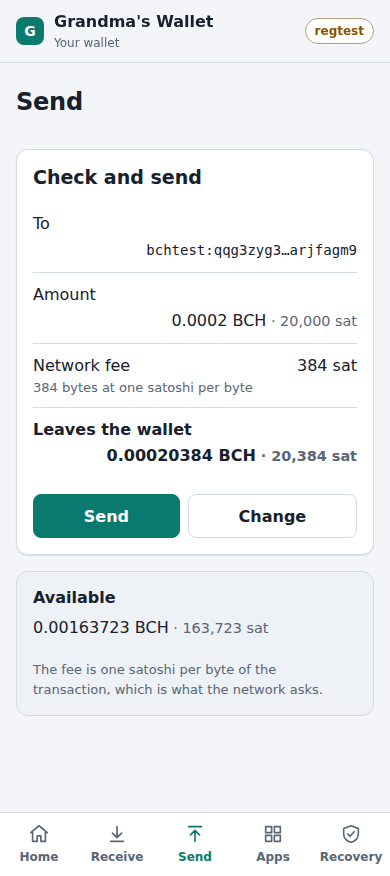 G
Grandma's Wallet
Your wallet
regtest
Send
Check and send
To
bchtest:qqg3zyg3…arjfagm9
Amount
0.0002 BCH · 20,000 sat
Network fee 384 sat
384 bytes at one satoshi per byte
Leaves the wallet
0.00020384 BCH · 20,384 sat
Send Change
Available
0.00163723 BCH · 163,723 sat
The fee is one satoshi per byte of the
transaction, which is what the network asks.
Home Receive Send Apps Recovery